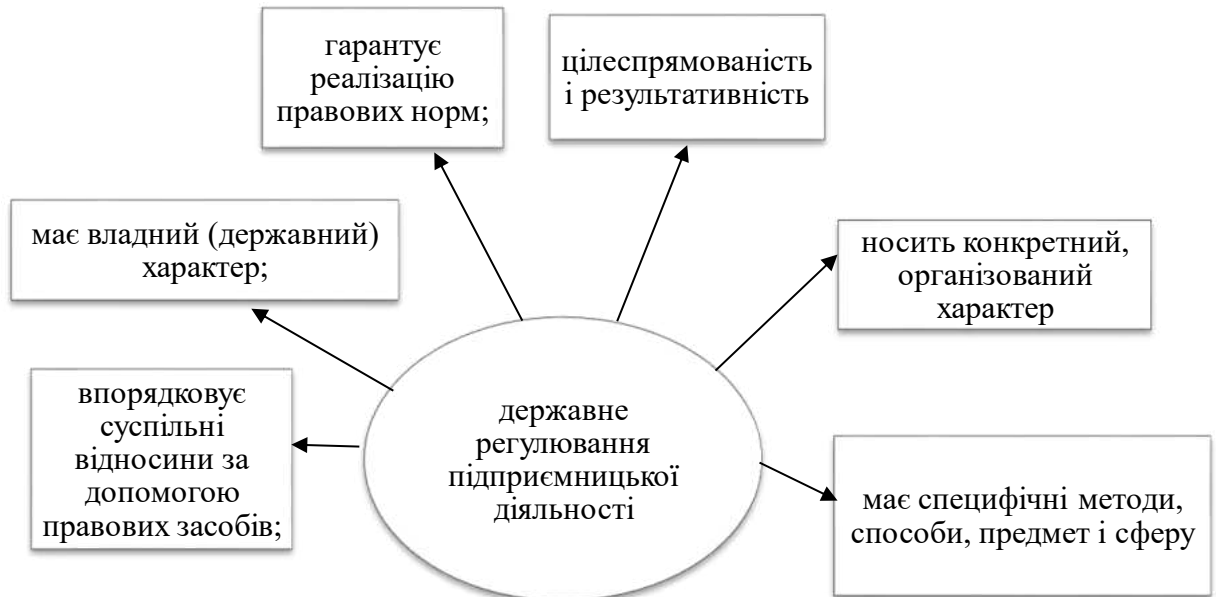 гарантує
реалізацію
правових норм;
цілеспрямованість
і результативність
має владний (державний)
характер;
носить конкретний,
організований
характер
впорядковує
суспільні
відносини за
допомогою
правових засобів;
державне
регулювання
підприємницької
діяльності
має специфічні методи,
способи, предмет і сферу